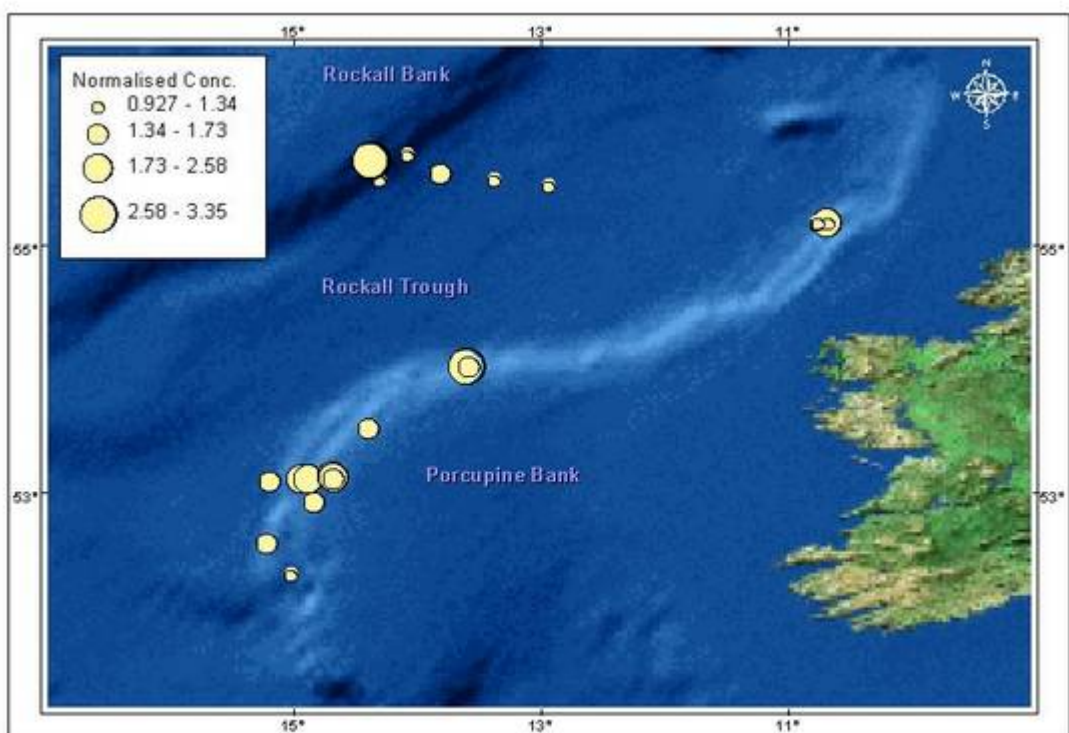 15° 13° 11°
Normalised Conc.
0.927 - 1.34
1.34 - 1.73
1.73 - 2.58
2.58 - 3.35
Rockall Bank
N
W E
S
55° 55°
Rockall Trough
Porcupine Bank
53° 53°
15° 13° 11°